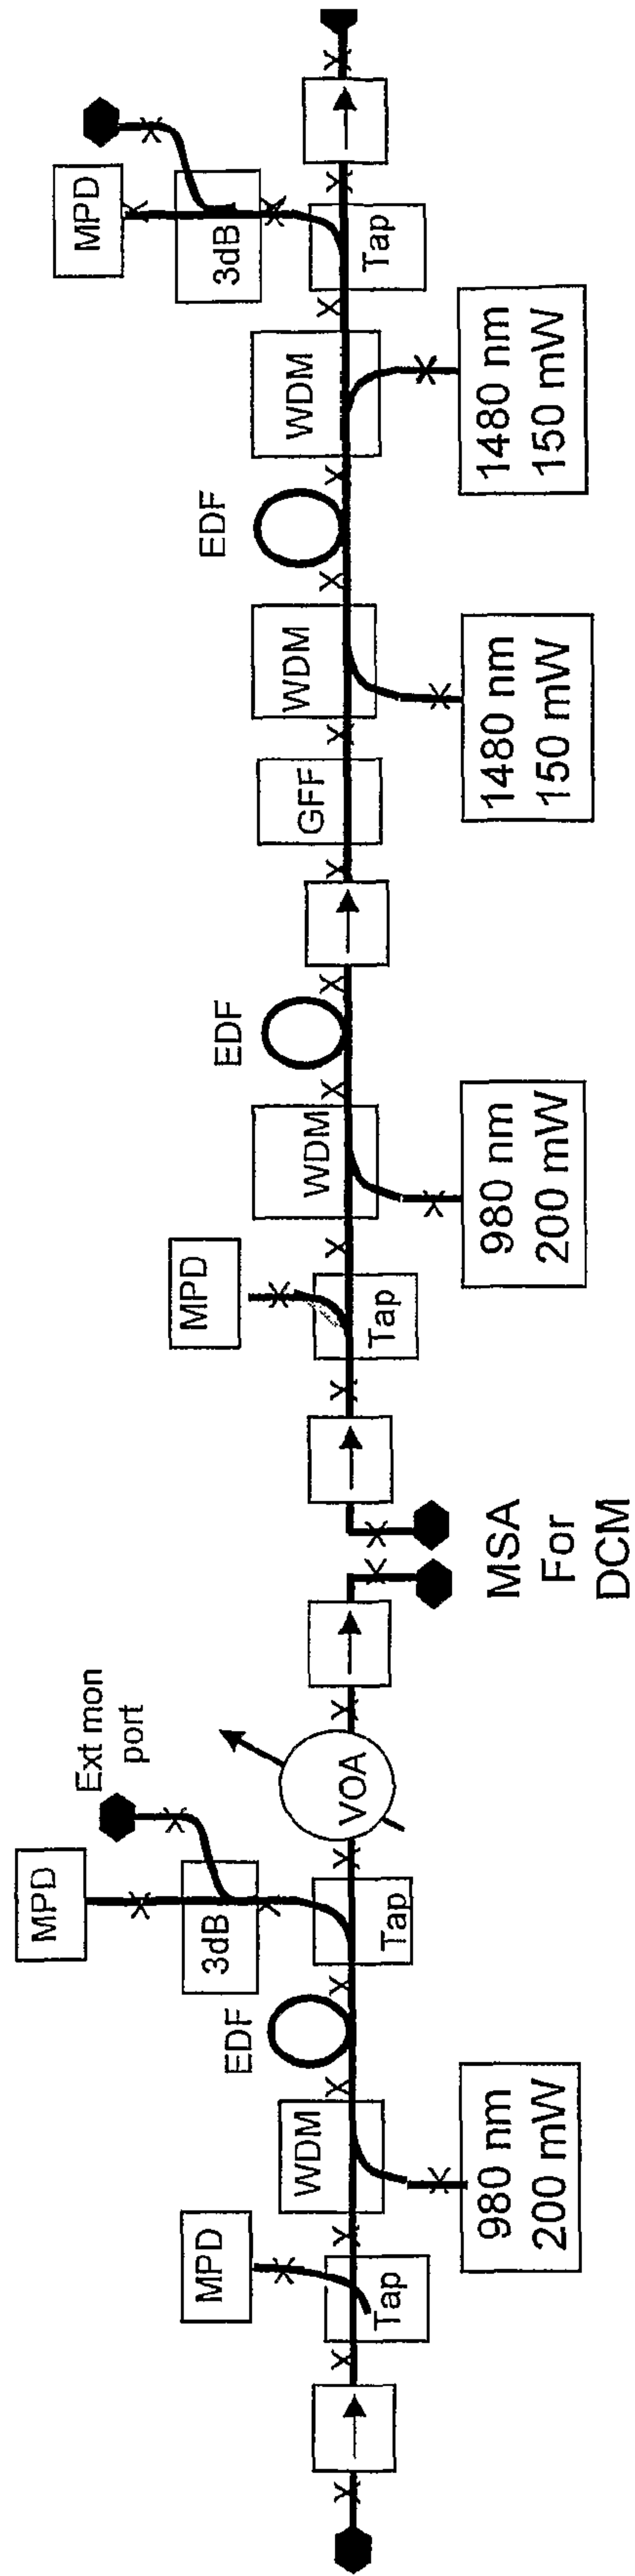 MPD
Tap
WDM
980 nm
200 mW
EDF
MPD
3dB
Tap
Ext mon
port
VOA
MSA
For
DCM
MPD
Tap
WDM
980 nm
200 mW
EDF
GFF
WDM
1480 nm
150 mW
EDF
WDM
1480 nm
150 mW
MPD
3dB
Tap